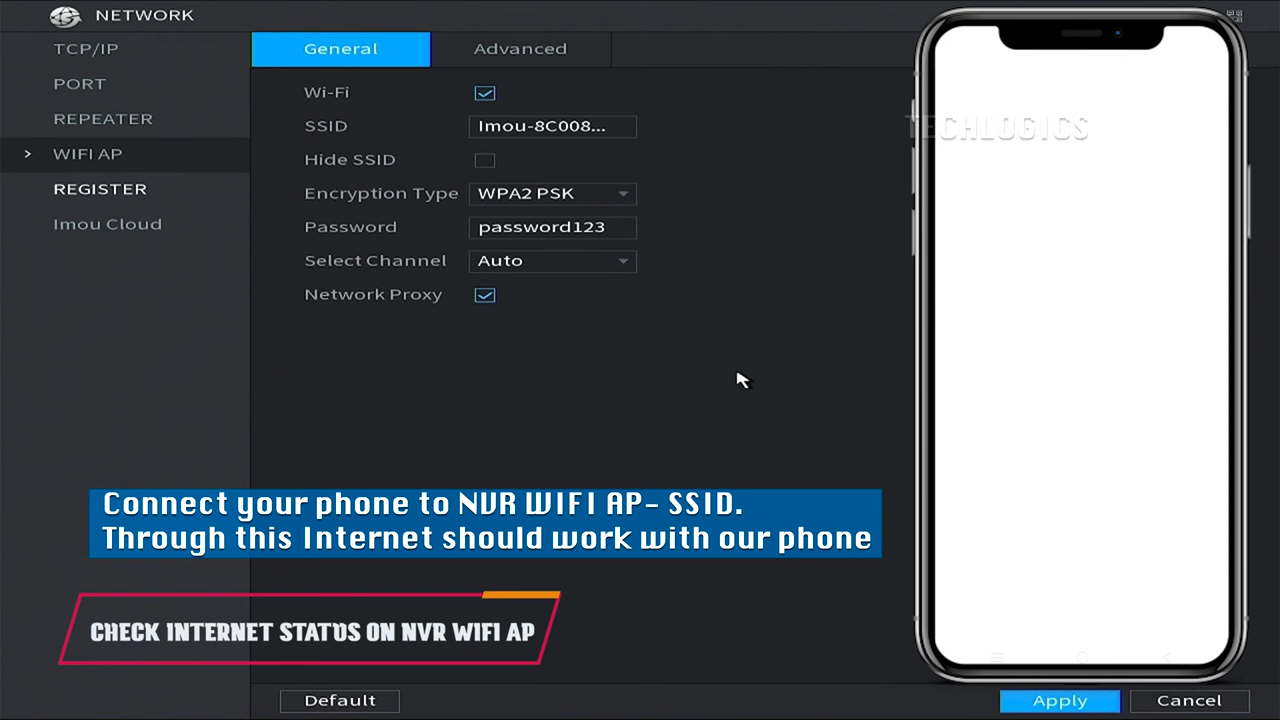 NETWORK
TCP/IP
PORT
REPEATER
> WIFI AP
REGISTER
Imou Cloud
General
Advanced
Wi-Fi
SSID
Imou-8C008...
Hide SSID
Encryption Type
WPA2 PSK
Password
password123
Select Channel
Auto
Network Proxy
TECHLOGICS
Connect your phone to NVR WIFI AP- SSID.
Through this Internet should work with our phone
CHECK INTERNET STATUS ON NVR WIFI AP
Default
Apply
Cancel